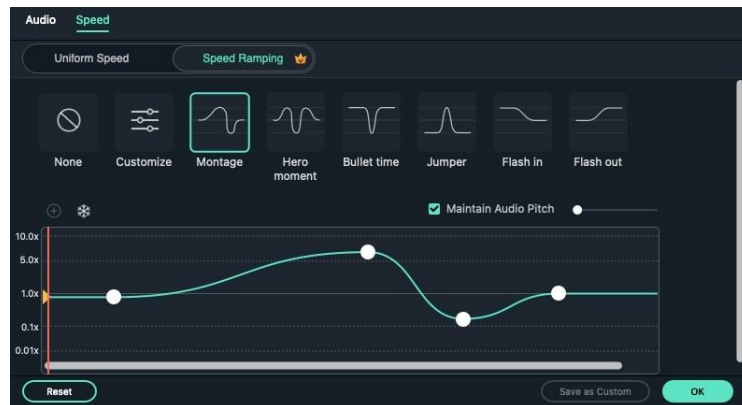 Audio Speed
Uniform Speed Speed Ramping
None Customize Montage Hero moment Bullet time Jumper Flash in Flash out
Maintain Audio Pitch
10.0x
5.0x
1.0x
0.1x
0.01x
Reset Save as Custom OK